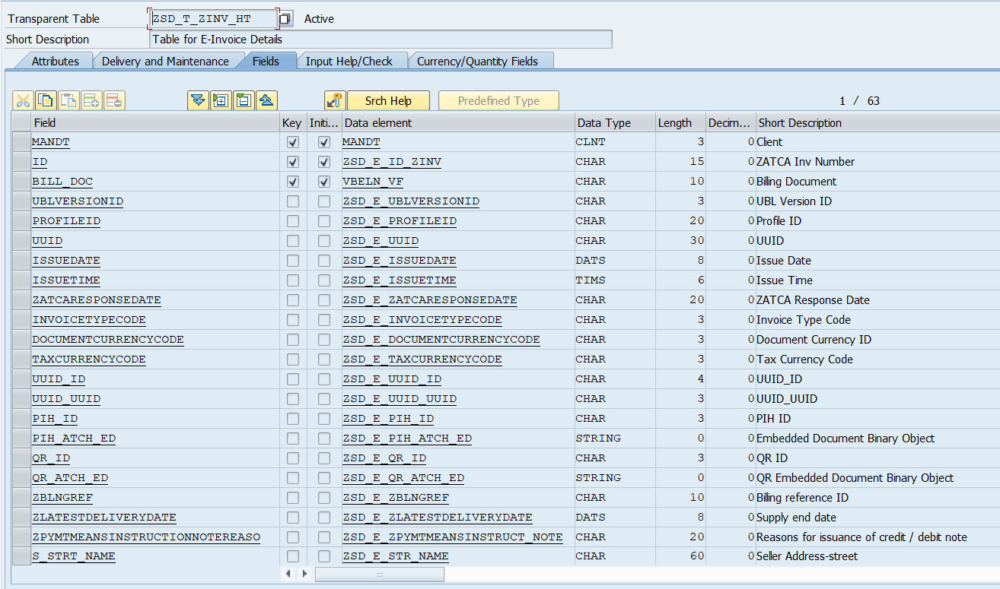 Transparent Table ZSD_T_ZINV_HT Active
Short Description Table for E-Invoice Details
Attributes Delivery and Maintenance Fields Input Help/Check Currency/Quantity Fields
Srch Help Predefined Type 1 / 63
Field Key Initi... Data element Data Type Length Decim... Short Description
MANDT MANDT CLNT 3 0 Client
ID ZSD_E_ID_ZINV CHAR 15 0 ZATCA Inv Number
BILL_DOC VBELN_VF CHAR 10 0 Billing Document
UBLVERSIONID ZSD_E_UBLVERSIONID CHAR 3 0 UBL Version ID
PROFILEID ZSD_E_PROFILEID CHAR 20 0 Profile ID
UUID ZSD_E_UUID CHAR 30 0 UUID
ISSUEDATE ZSD_E_ISSUEDATE DATS 8 0 Issue Date
ISSUETIME ZSD_E_ISSUETIME TIMS 6 0 Issue Time
ZATCARESPONSEDATE ZSD_E_ZATCARESPONSEDATE CHAR 20 0 ZATCA Response Date
INVOICETYPECODE ZSD_E_INVOICETYPECODE CHAR 3 0 Invoice Type Code
DOCUMENTCURRENCYCODE ZSD_E_DOCUMENTCURRENCYCODE CHAR 3 0 Document Currency ID
TAXCURRENCYCODE ZSD_E_TAXCURRENCYCODE CHAR 3 0 Tax Currency Code
UUID_ID ZSD_E_UUID_ID CHAR 4 0 UUID_ID
UUID_UUID ZSD_E_UUID_UUID CHAR 3 0 UUID_UUID
PIH_ID ZSD_E_PIH_ID CHAR 3 0 PIH ID
PIH_ATCH_ED ZSD_E_PIH_ATCH_ED STRING 0 0 Embedded Document Binary Object
QR_ID ZSD_E_QR_ID CHAR 3 0 QR ID
QR_ATCH_ED ZSD_E_QR_ATCH_ED STRING 0 0 QR Embedded Document Binary Object
ZBLNGREF ZSD_E_ZBLNGREF CHAR 10 0 Billing reference ID
ZLATESTDELIVERYDATE ZSD_E_ZLATESTDELIVERYDATE DATS 8 0 Supply end date
ZPYMTMEANSINSTRUCTIONNOTEREASO ZSD_E_ZPYMTMEANSINSTRUCT_NOTE CHAR 20 0 Reasons for issuance of credit / debit note
S_STRT_NAME ZSD_E_STR_NAME CHAR 60 0 Seller Address-street